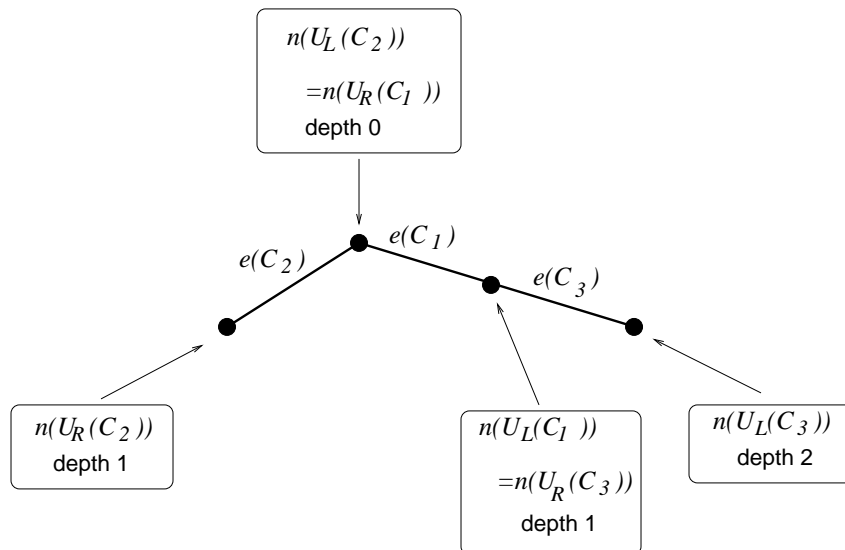 n(U_L(C_2))
=n(U_R(C_1))
depth 0
e(C_1)
e(C_2)
e(C_3)
n(U_R(C_2))
depth 1
n(U_L(C_1))
=n(U_R(C_3))
depth 1
n(U_L(C_3))
depth 2